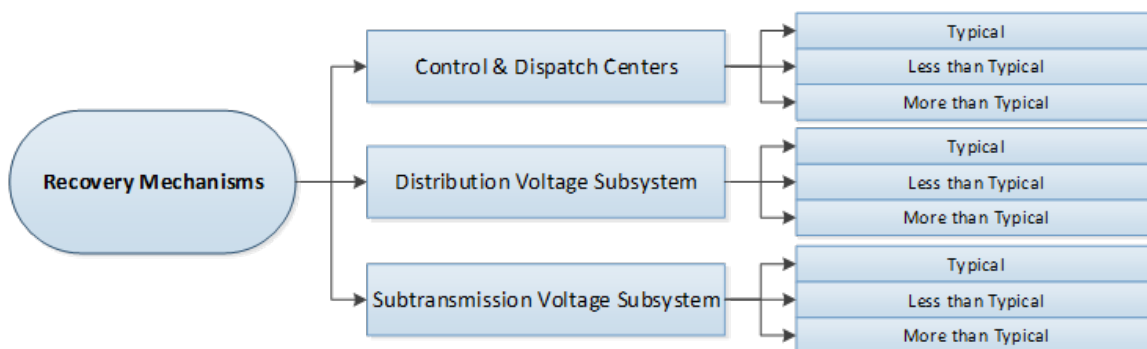 Recovery Mechanisms
Control & Dispatch Centers
Typical
Less than Typical
More than Typical
Distribution Voltage Subsystem
Typical
Less than Typical
More than Typical
Subtransmission Voltage Subsystem
Typical
Less than Typical
More than Typical